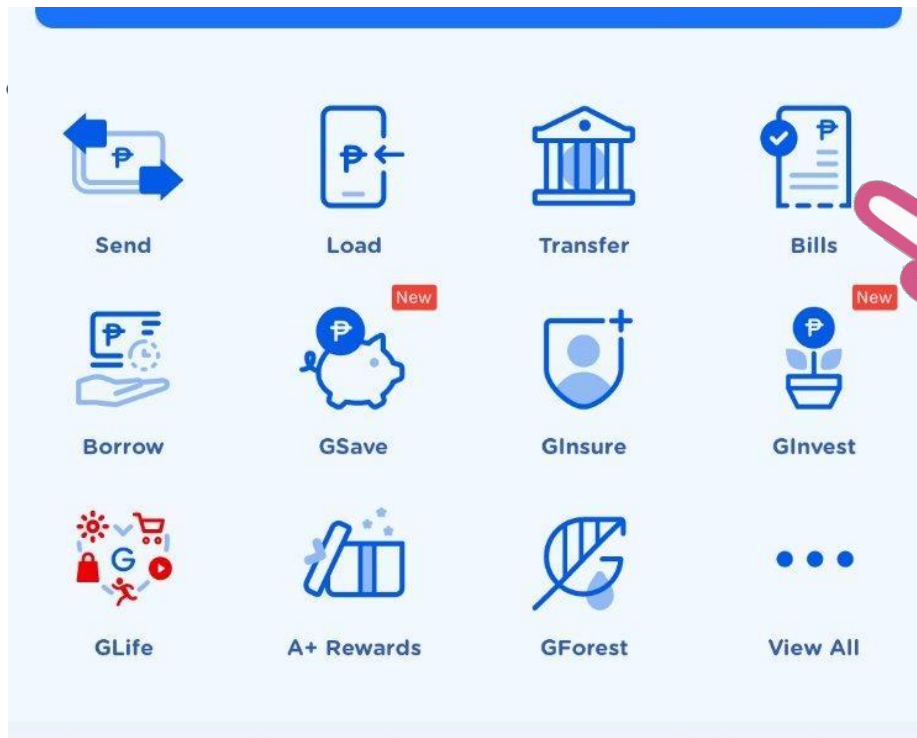 Send
Load
Transfer
Bills
New
New
Borrow
GSave
GInsure
GInvest
G
GLife
A+ Rewards
GForest
View All